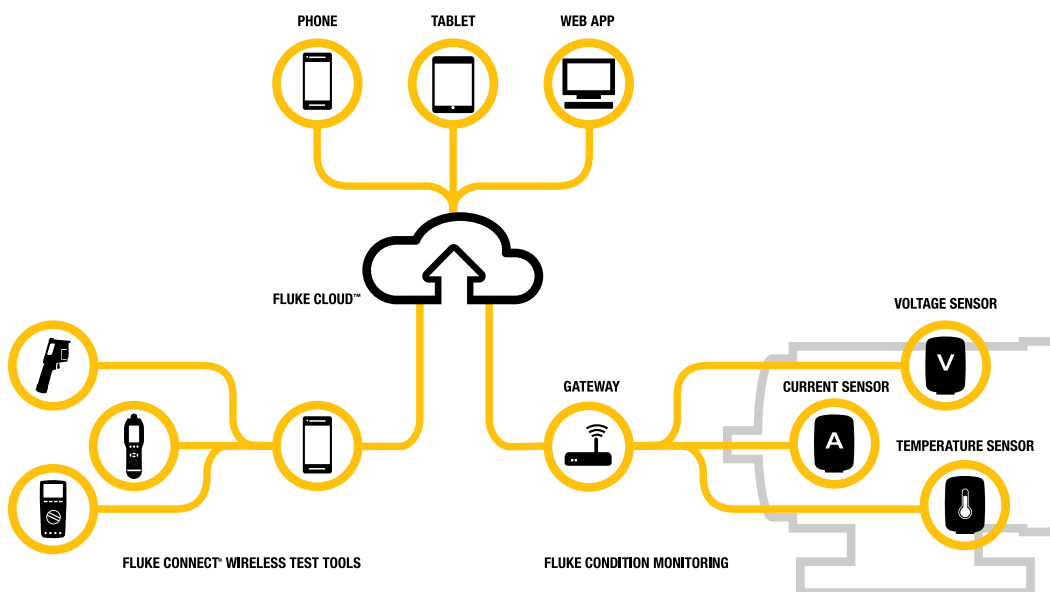 PHONE
TABLET
WEB APP
FLUKE CLOUD™
VOLTAGE SENSOR
V
GATEWAY
CURRENT SENSOR
A
TEMPERATURE SENSOR
FLUKE CONNECT® WIRELESS TEST TOOLS
FLUKE CONDITION MONITORING